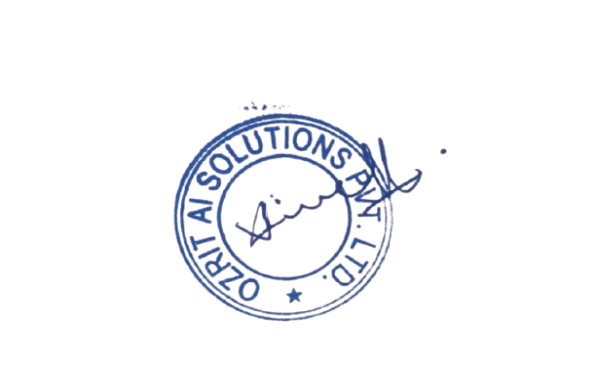 OZRIT AI SOLUTIONS PVT. LTD.